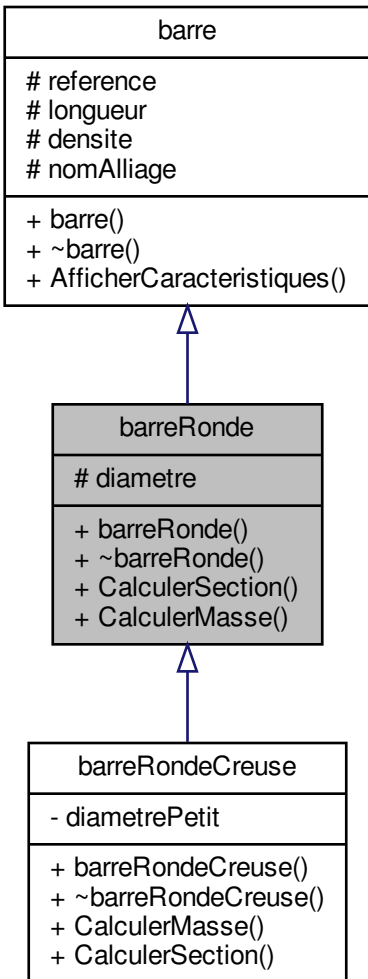 barre
# reference
# longueur
# densite
# nomAlliage
+ barre()
+ ~barre()
+ AfficherCaracteristiques()
barreRonde
# diametre
+ barreRonde()
+ ~barreRonde()
+ CalculerSection()
+ CalculerMasse()
barreRondeCreuse
- diametrePetit
+ barreRondeCreuse()
+ ~barreRondeCreuse()
+ CalculerMasse()
+ CalculerSection()